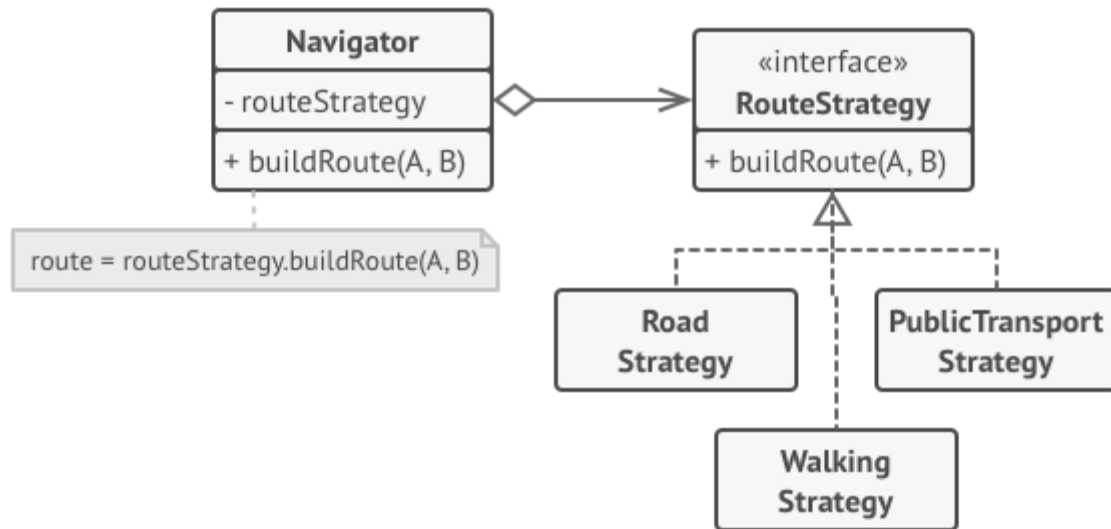 Navigator
- routeStrategy
+ buildRoute(A, B)
route = routeStrategy.buildRoute(A, B)
«interface»
RouteStrategy
+ buildRoute(A, B)
Road
Strategy
PublicTransport
Strategy
Walking
Strategy